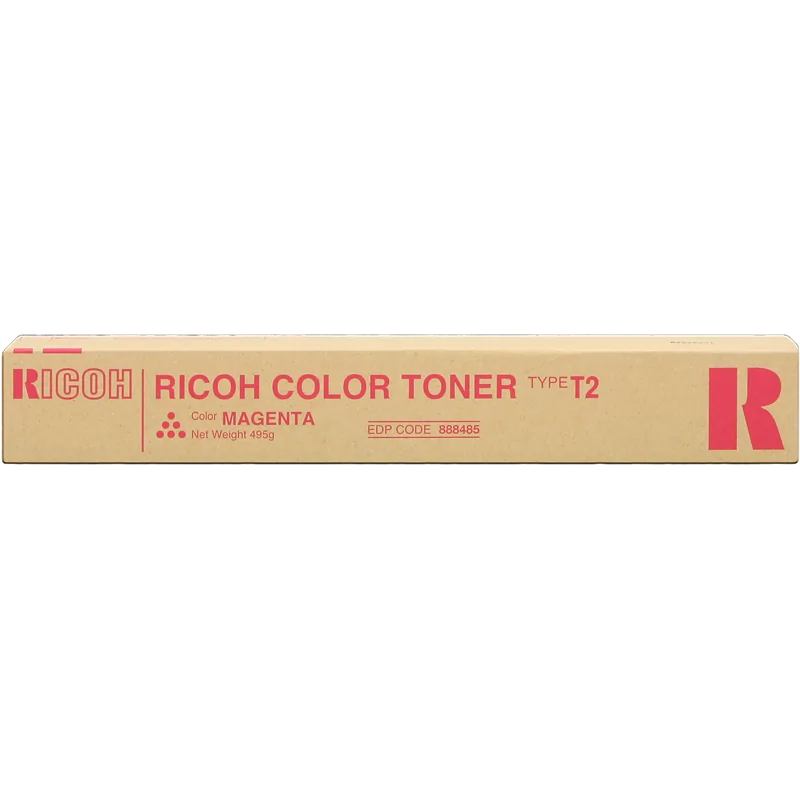 RICOH
RICOH COLOR TONER TYPE T2
Color MAGENTA
Net Weight 495g
EDP CODE 888485
R